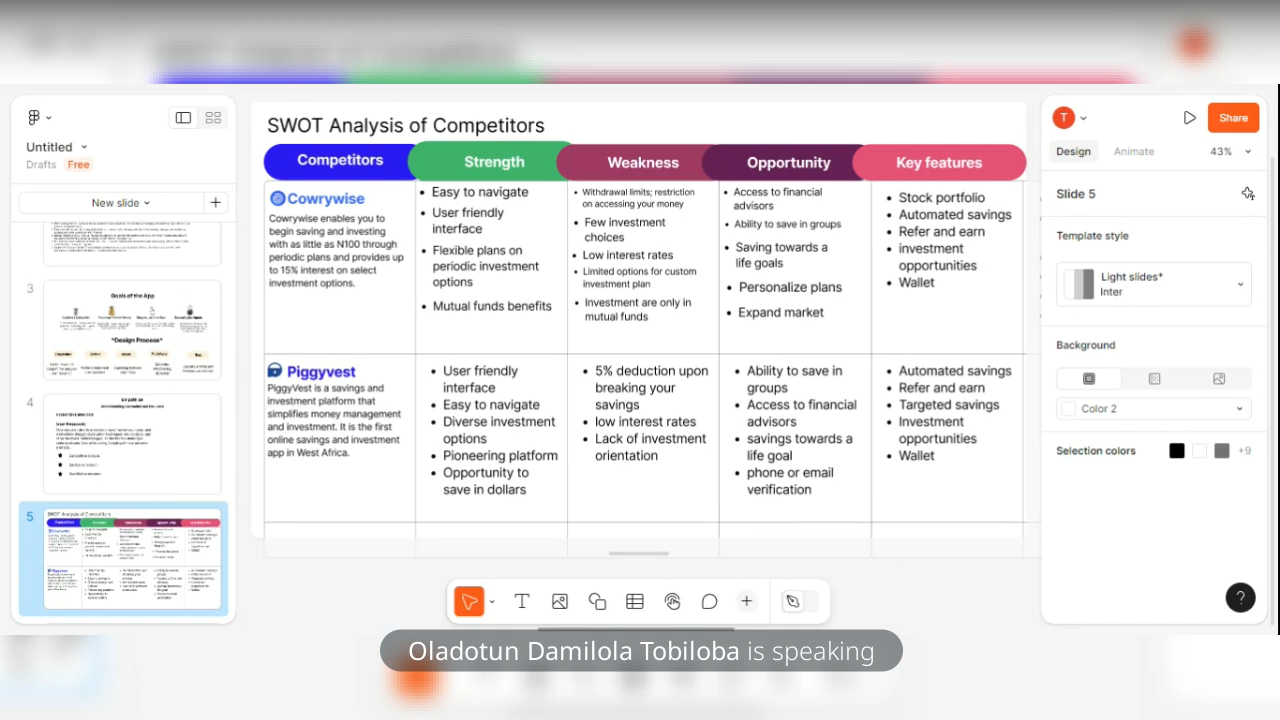 Untitled
Drafts Free
New slide
3
Goals of the App
"Design Process"
4
Empathize
5
SWOT Analysis of Competitors
SWOT Analysis of Competitors
Competitors
Strength
Weakness
Opportunity
Key features
Cowrywise
Cowrywise enables you to
begin saving and investing
with as little as N100 through
periodic plans and provides up
to 15% interest on select
investment options.
• Easy to navigate
• User friendly
interface
• Flexible plans on
periodic investment
options
• Mutual funds benefits
• Withdrawal limits; restriction
on accessing your money
• Few investment
choices
• Low interest rates
• Limited options for custom
investment plan
• Investment are only in
mutual funds
• Access to financial
advisors
• Ability to save in groups
• Saving towards a
life goals
• Personalize plans
• Expand market
• Stock portfolio
• Automated savings
• Refer and earn
• investment
opportunities
• Wallet
Piggyvest
PiggyVest is a savings and
investment platform that
simplifies money management
and investment. It is the first
online savings and investment
app in West Africa.
• User friendly
interface
• Easy to navigate
• Diverse investment
options
• Pioneering platform
• Opportunity to
save in dollars
• 5% deduction upon
breaking your
savings
• low interest rates
• Lack of investment
orientation
• Ability to save in
groups
• Access to financial
advisors
• savings towards a
life goal
• phone or email
verification
• Automated savings
• Refer and earn
• Targeted savings
• Investment
opportunities
• Wallet
T
Share
Design Animate 43%
Slide 5
Template style
Light slides*
Inter
Background
Color 2
Selection colors +9
?
Oladotun Damilola Tobiloba is speaking